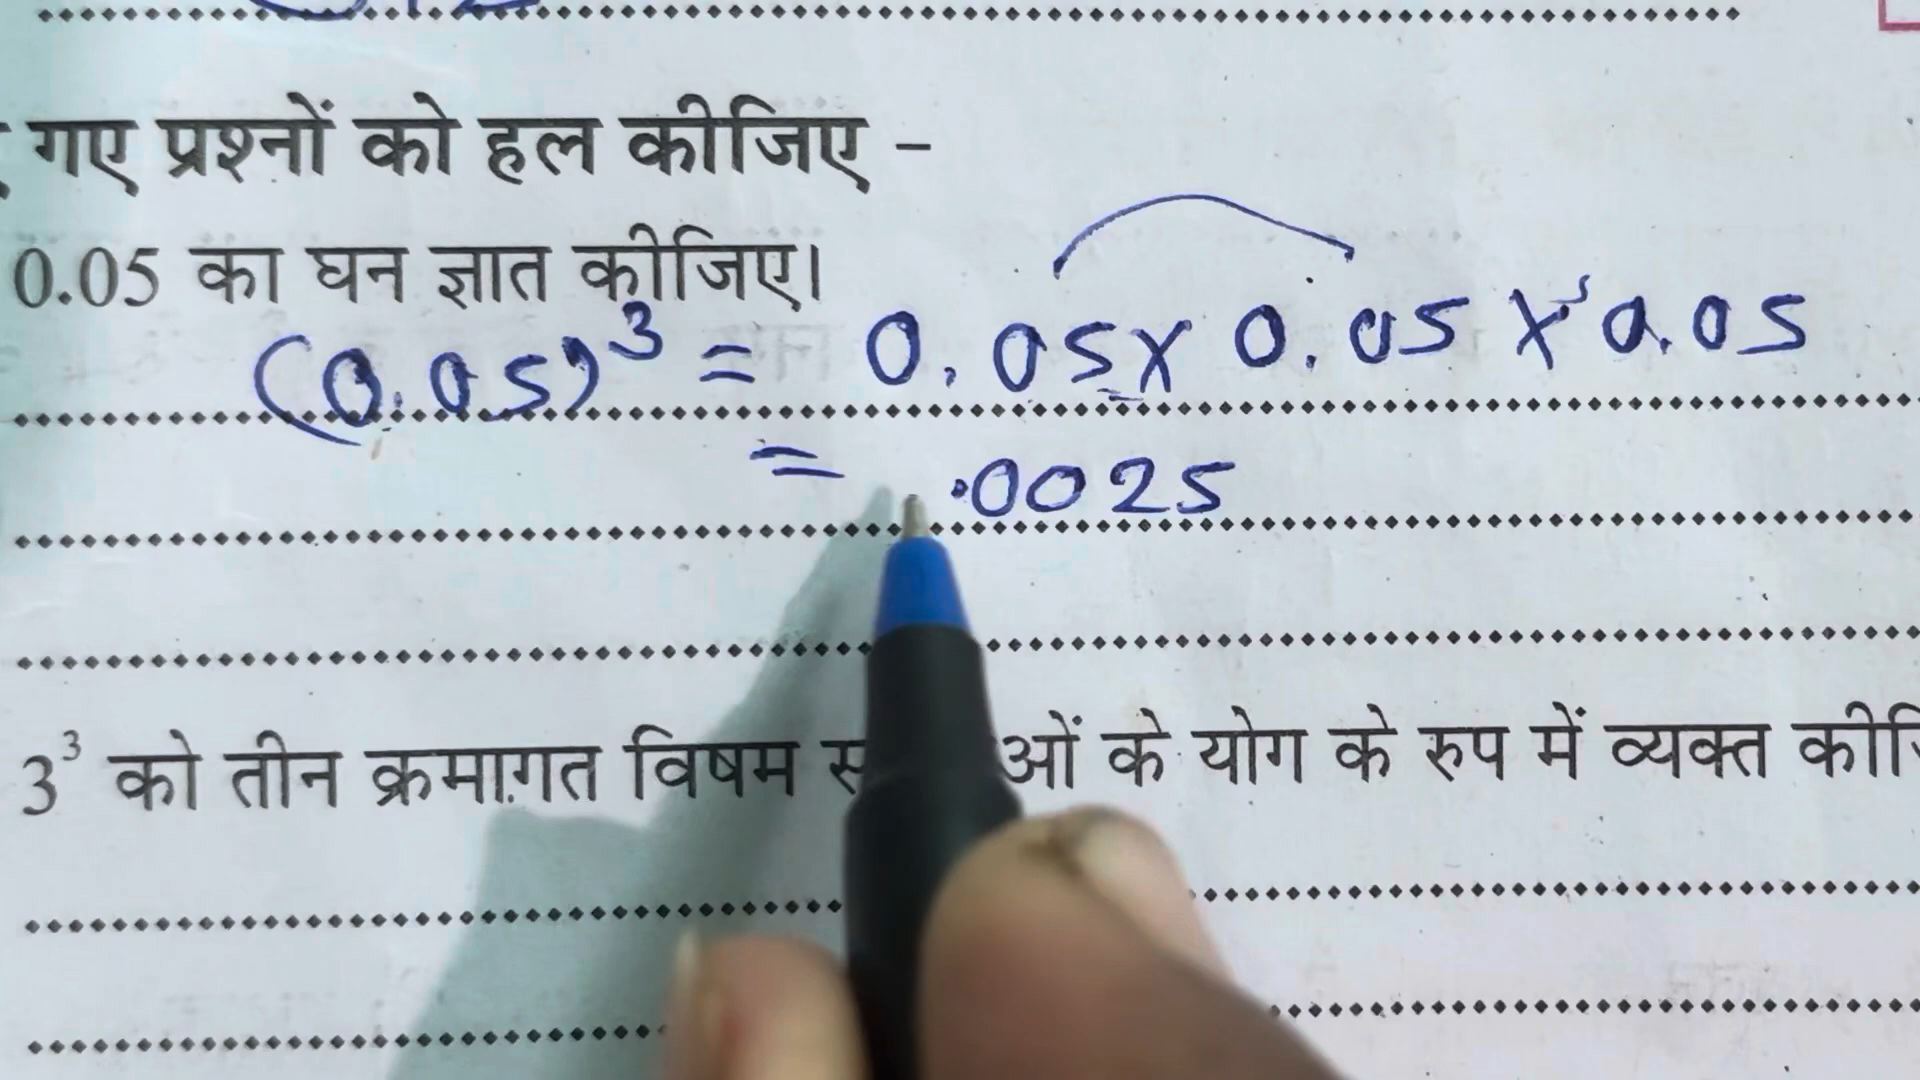 गए प्रश्नों को हल कीजिए -
0.05 का घन ज्ञात कीजिए।
(0.05)³ = 0.05 X 0.05 X 0.05
= .0025
3³ को तीन क्रमागत विषम के योग के रुप में व्यक्त